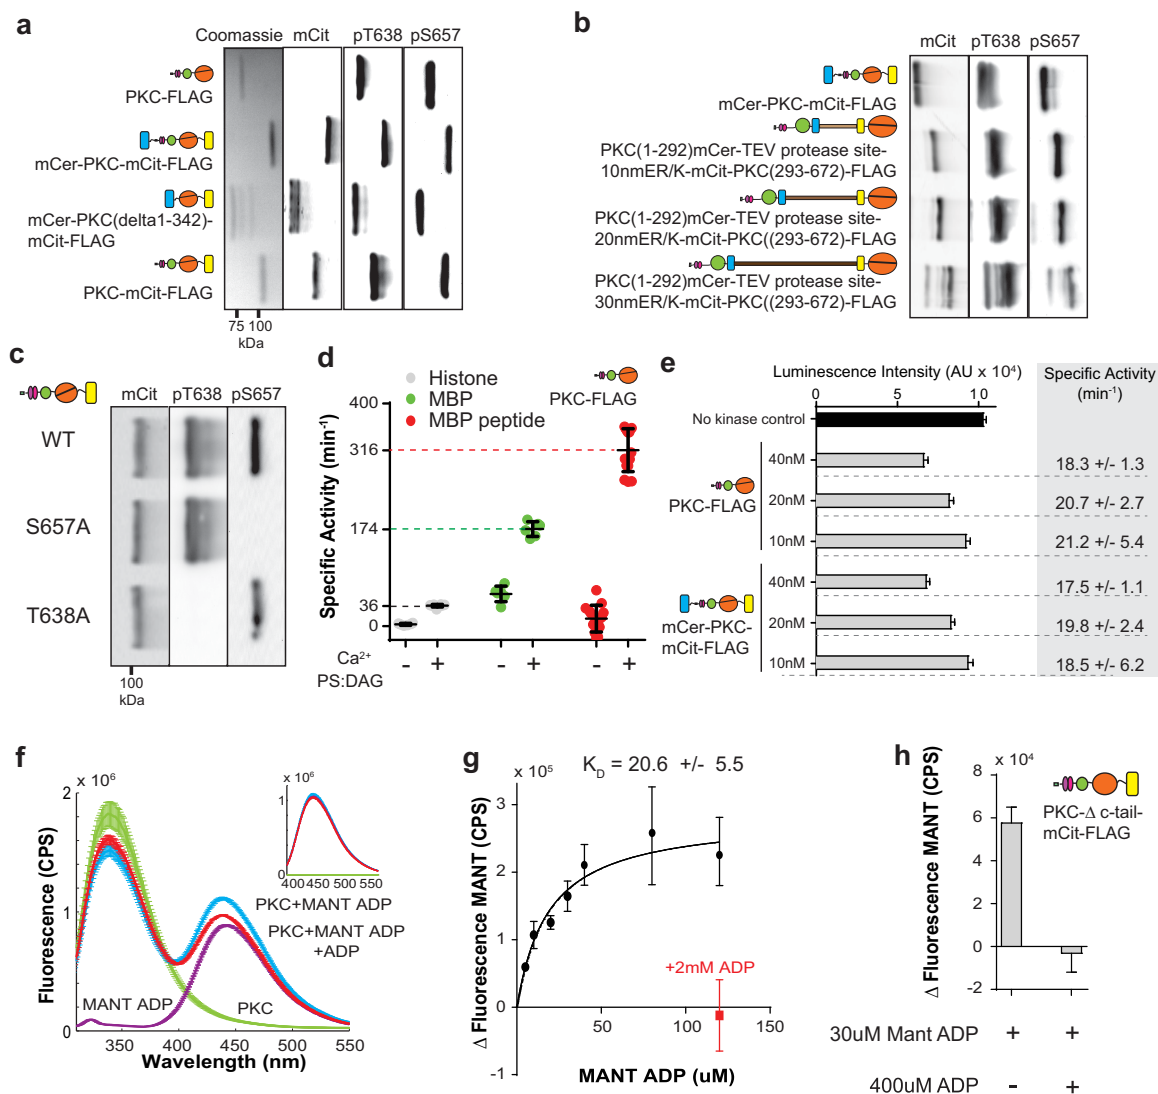 a
Coomassie mCit pT638 pS657
PKC-FLAG
mCer-PKC-mCit-FLAG
mCer-PKC(delta1-342)-
mCit-FLAG
PKC-mCit-FLAG
75 100
kDa
b
mCit pT638 pS657
mCer-PKC-mCit-FLAG
PKC(1-292)mCer-TEV protease site-
10nmER/K-mCit-PKC(293-672)-FLAG
PKC(1-292)mCer-TEV protease site-
20nmER/K-mCit-PKC((293-672)-FLAG
PKC(1-292)mCer-TEV protease site-
30nmER/K-mCit-PKC((293-672)-FLAG
c
mCit pT638 pS657
WT
S657A
T638A
100
kDa
d
Histone
MBP
MBP peptide
PKC-FLAG
Specific Activity (min-1)
400
316
174
36
0
Ca2+
PS:DAG
- + - + - +
e
Luminescence Intensity (AU x 10⁴)
0 5 10
Specific Activity
(min-1)
No kinase control
PKC-FLAG
40nM 18.3 +/- 1.3
20nM 20.7 +/- 2.7
10nM 21.2 +/- 5.4
mCer-PKC-
mCit-FLAG
40nM 17.5 +/- 1.1
20nM 19.8 +/- 2.4
10nM 18.5 +/- 6.2
f
x 10⁶
2
1
0
Fluorescence (CPS)
350 400 450 500 550
Wavelength (nm)
MANT ADP
PKC
x 10⁶
1
0
400 450 500 550
PKC+MANT ADP
PKC+MANT ADP
+ADP
g
x 10⁵
K_D = 20.6 +/- 5.5
Δ Fluorescence MANT (CPS)
3
2
1
0
-1
50 100 150
+2mM ADP
MANT ADP (uM)
h
x 10⁴
Δ Fluorescence MANT (CPS)
8
6
4
2
0
-2
PKC-Δ c-tail-
mCit-FLAG
30uM Mant ADP + +
400uM ADP - +